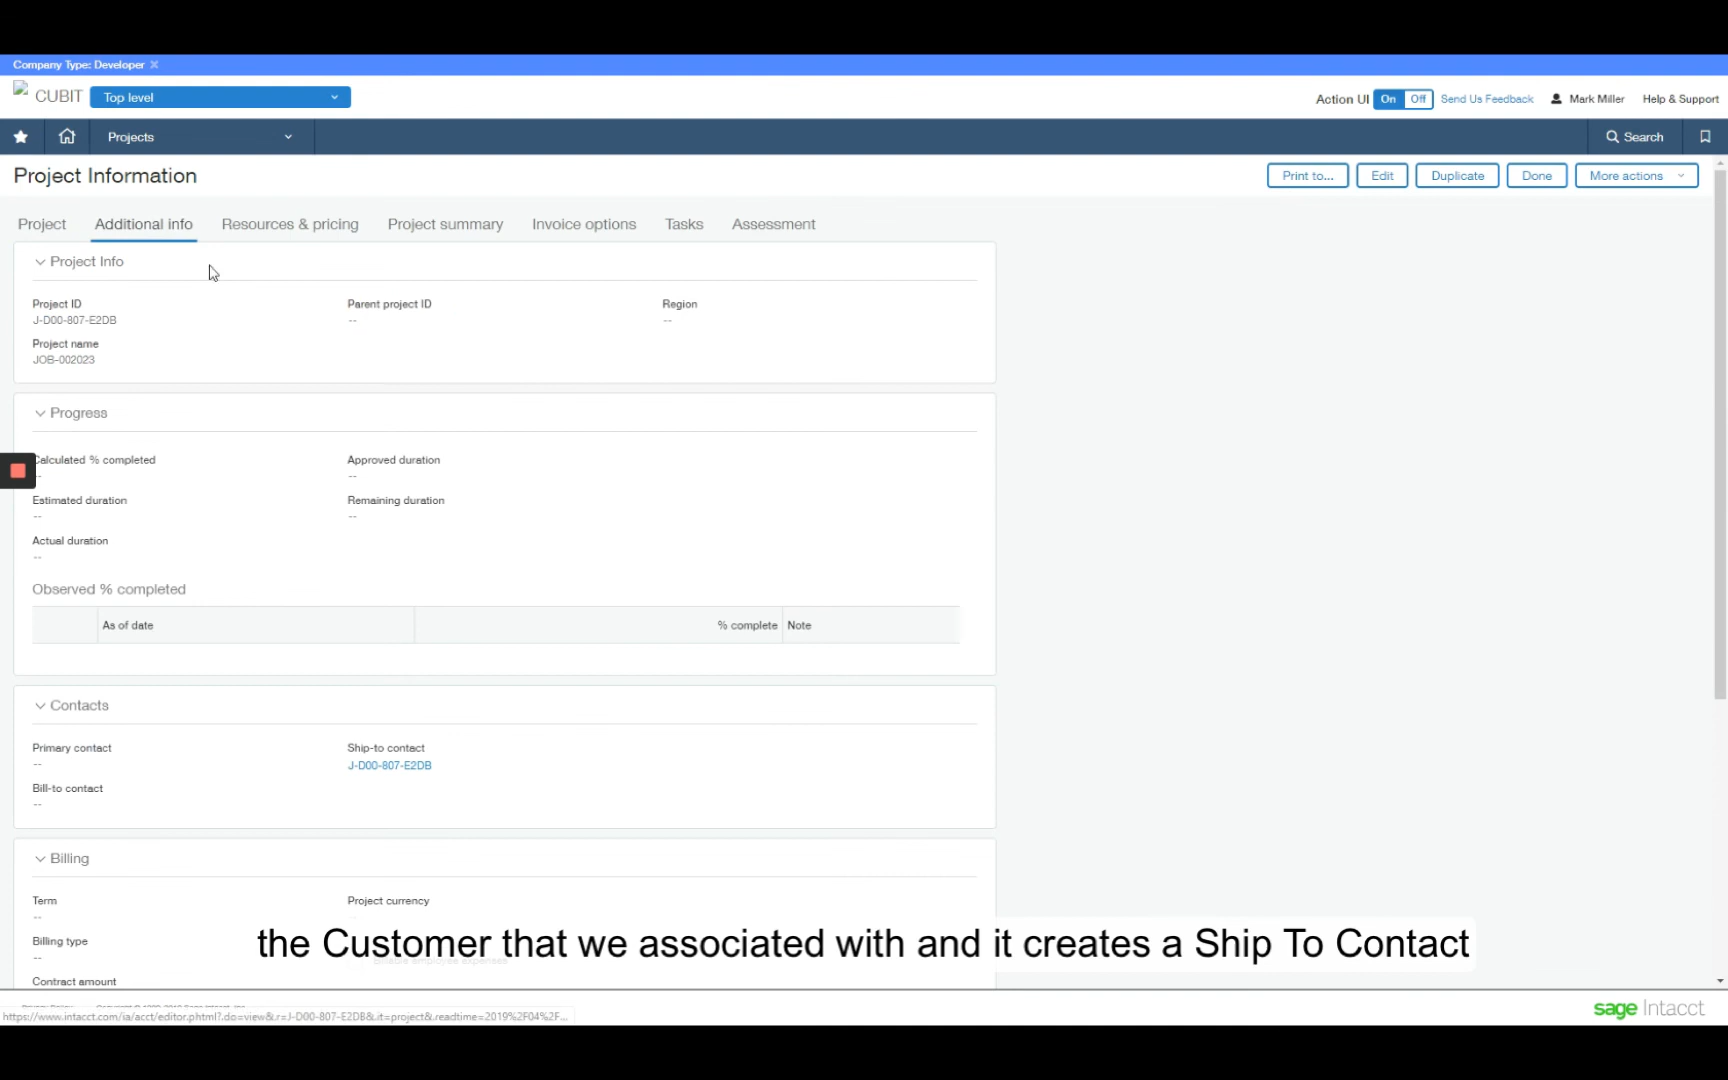 Company Type: Developer ×
CUBIT Top level
Action UI On Off Send Us Feedback Mark Miller Help & Support
Projects
Search
Project Information
Print to... Edit Duplicate Done More actions
Project Additional info Resources & pricing Project summary Invoice options Tasks Assessment
Project Info
Project ID Parent project ID Region
J-D00-807-E2DB -- --
Project name
JOB-002023
Progress
Calculated % completed Approved duration
-- --
Estimated duration Remaining duration
-- --
Actual duration
--
Observed % completed
As of date % complete Note
Contacts
Primary contact Ship-to contact
-- J-D00-807-E2DB
Bill-to contact
--
Billing
Term Project currency
-- --
Billing type
--
the Customer that we associated with and it creates a Ship To Contact
Billable employee expenses
Contract amount
sage Intacct
https://www.intacct.com/ia/acct/editor.phtml?.do=view&.r=J-D00-807-E2DB&.it=project&.readtime=2019%2F04%2F...